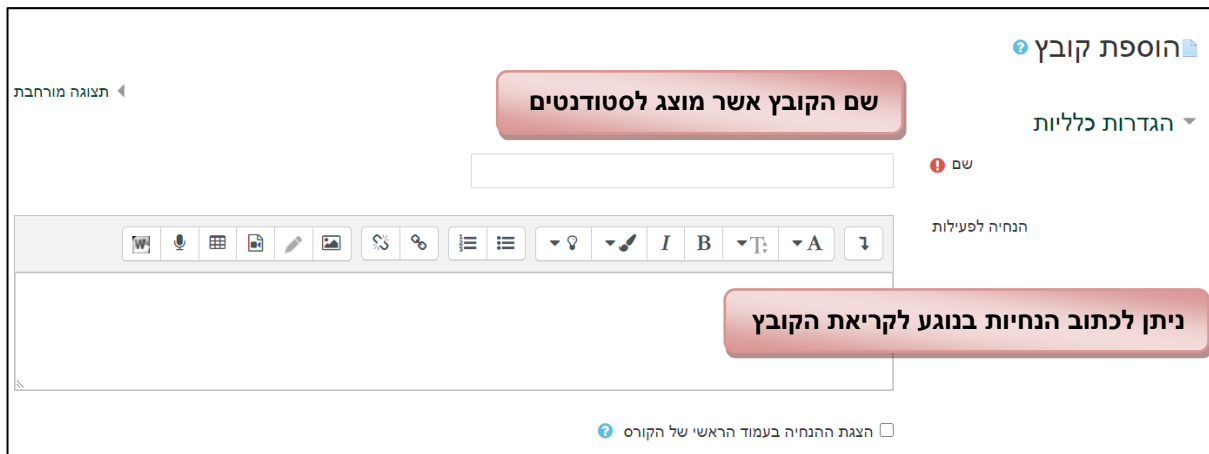 הוספת קובץ
תצוגה מורחבת
שם הקובץ אשר מוצג לסטודנטים
הגדרות כלליות
שם
הנחיה לפעילות
A T B I
ניתן לכתוב הנחיות בנוגע לקריאת הקובץ
הצגת ההנחיה בעמוד הראשי של הקורס